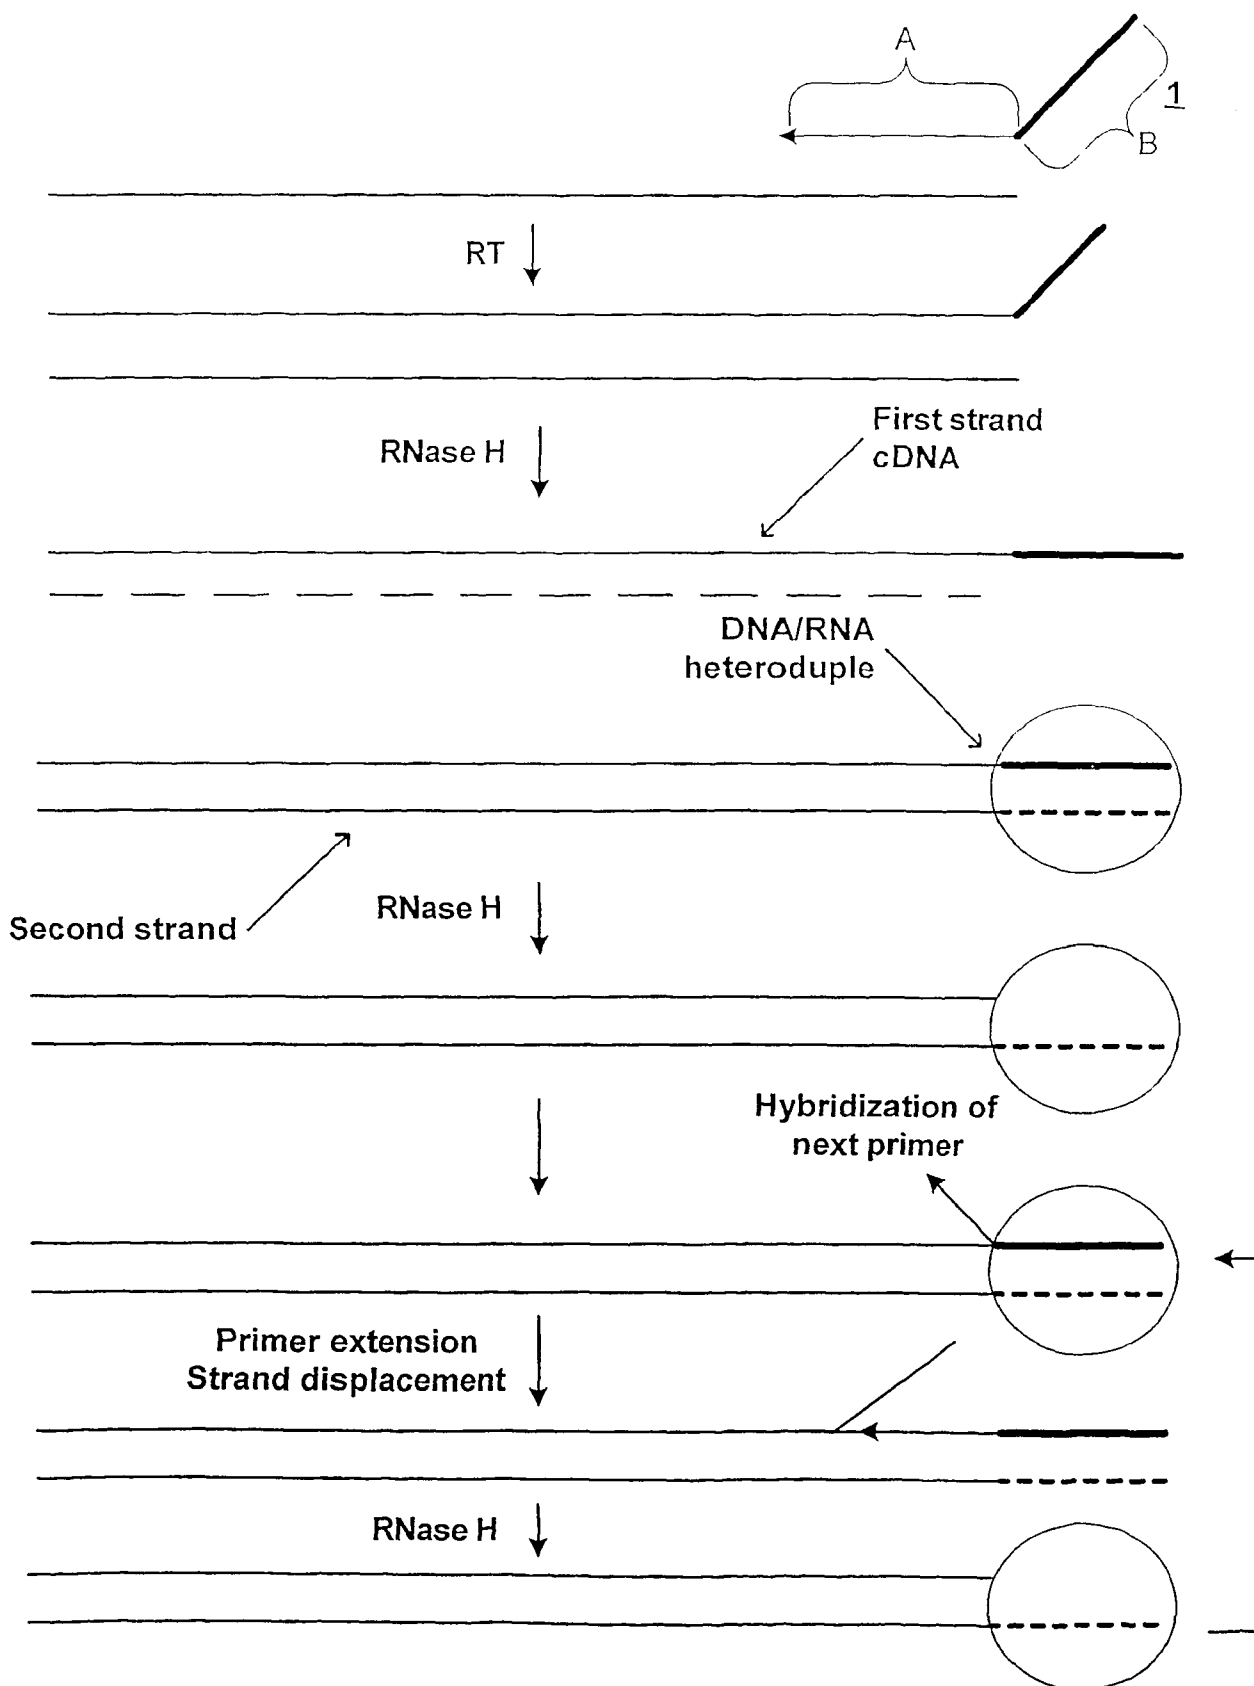 A
1
B
RT
First strand
cDNA
RNase H
DNA/RNA
heteroduple
RNase H
Second strand
Hybridization of
next primer
Primer extension
Strand displacement
RNase H